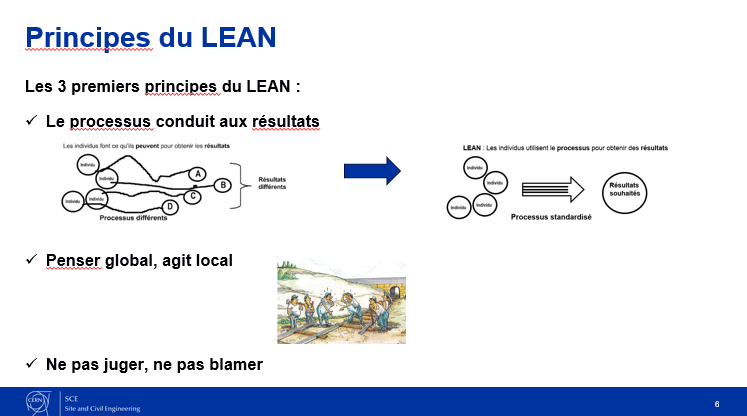 Principes du LEAN
Les 3 premiers principes du LEAN :
✓ Le processus conduit aux résultats
Les individus font ce qu'ils peuvent pour obtenir les résultats
Individu
Individu
Individu
Individu
A
B
C
D
Résultats
différents
Processus différents
LEAN : Les individus utilisent le processus pour obtenir des résultats
Individu
Individu
Individu
Individu
Résultats
souhaités
Processus standardisé
✓ Penser global, agit local
✓ Ne pas juger, ne pas blamer
CERN
SCE
Site and Civil Engineering
6